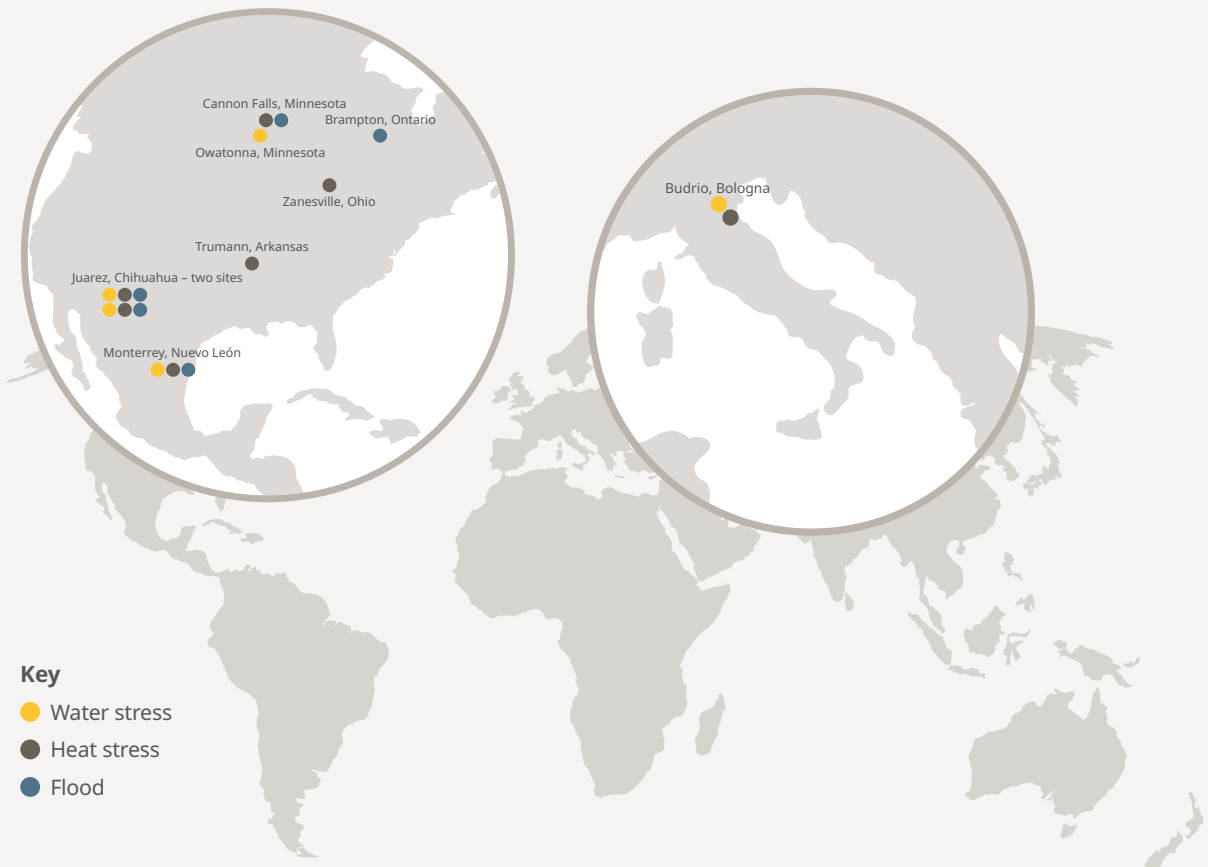 Cannon Falls, Minnesota
Brampton, Ontario
Owatonna, Minnesota
Zanesville, Ohio
Trumann, Arkansas
Juarez, Chihuahua – two sites
Monterrey, Nuevo León
Budrio, Bologna
Key
Water stress
Heat stress
Flood